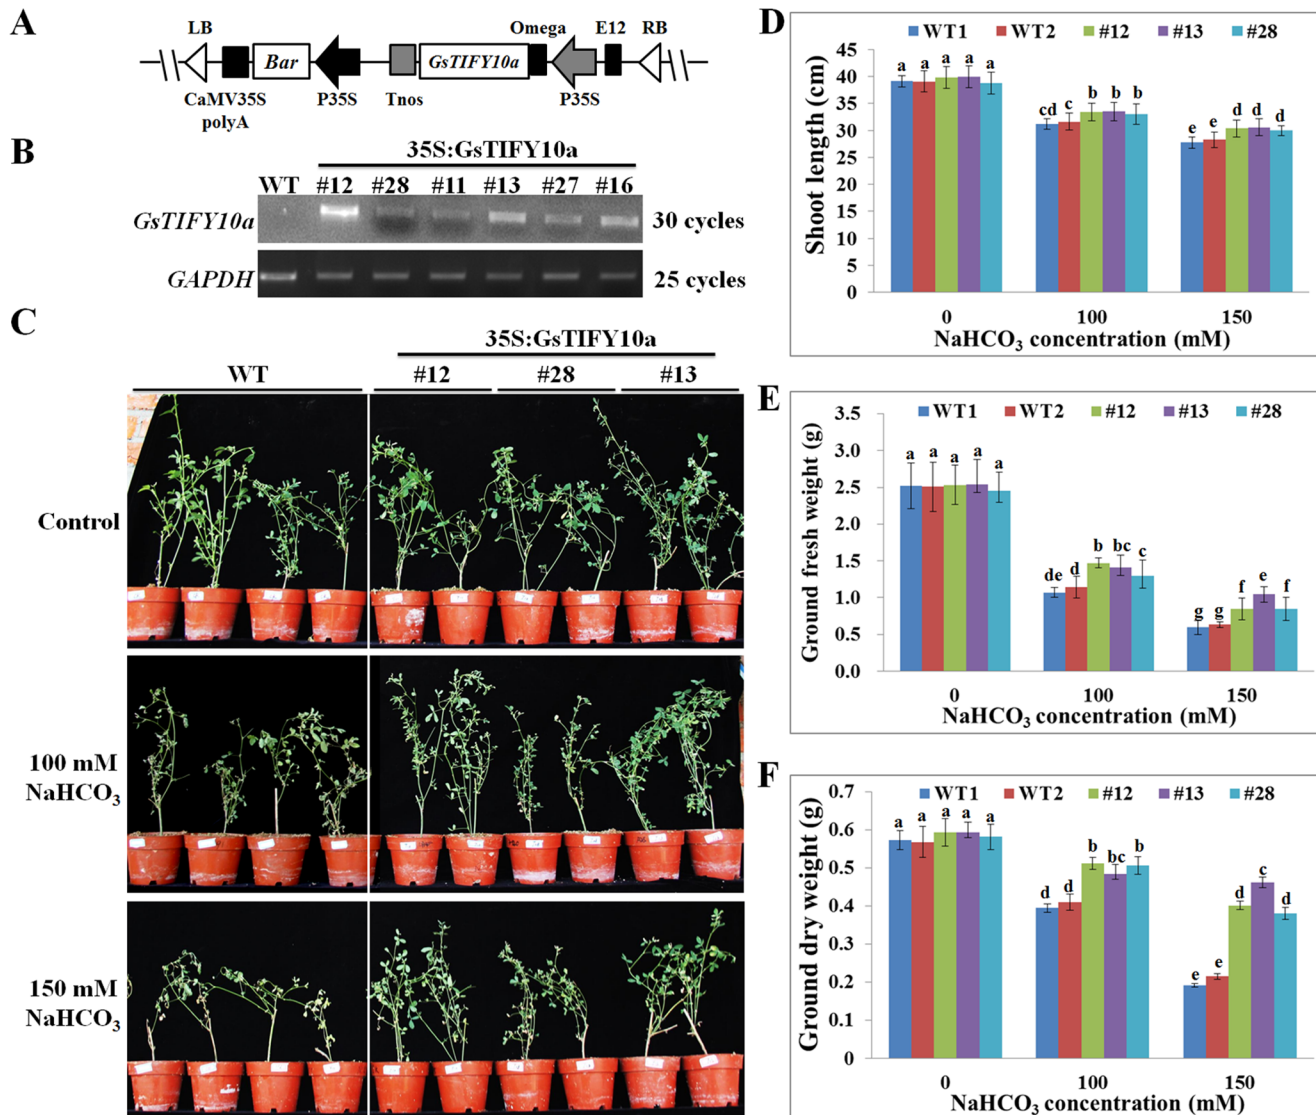 A
LB
Omega
E12
RB
Bar
GsTIFY10a
CaMV35S
polyA
P35S
Tnos
P35S
B
35S:GsTIFY10a
WT #12 #28 #11 #13 #27 #16
GsTIFY10a
30 cycles
GAPDH
25 cycles
C
35S:GsTIFY10a
WT #12 #28 #13
Control
100 mM
NaHCO3
150 mM
NaHCO3
D
WT1 WT2 #12 #13 #28
Shoot length (cm)
45
40
35
30
25
20
15
10
5
0
a a a a a
cd c b b b
e e d d d
0 100 150
NaHCO3 concentration (mM)
E
WT1 WT2 #12 #13 #28
Ground fresh weight (g)
3.5
3.0
2.5
2.0
1.5
1.0
0.5
0.0
a a a a a
de d b bc c
g g f e f
0 100 150
NaHCO3 concentration (mM)
F
WT1 WT2 #12 #13 #28
Ground dry weight (g)
0.7
0.6
0.5
0.4
0.3
0.2
0.1
0
a a a a a
d d b bc b
e e d c d
0 100 150
NaHCO3 concentration (mM)